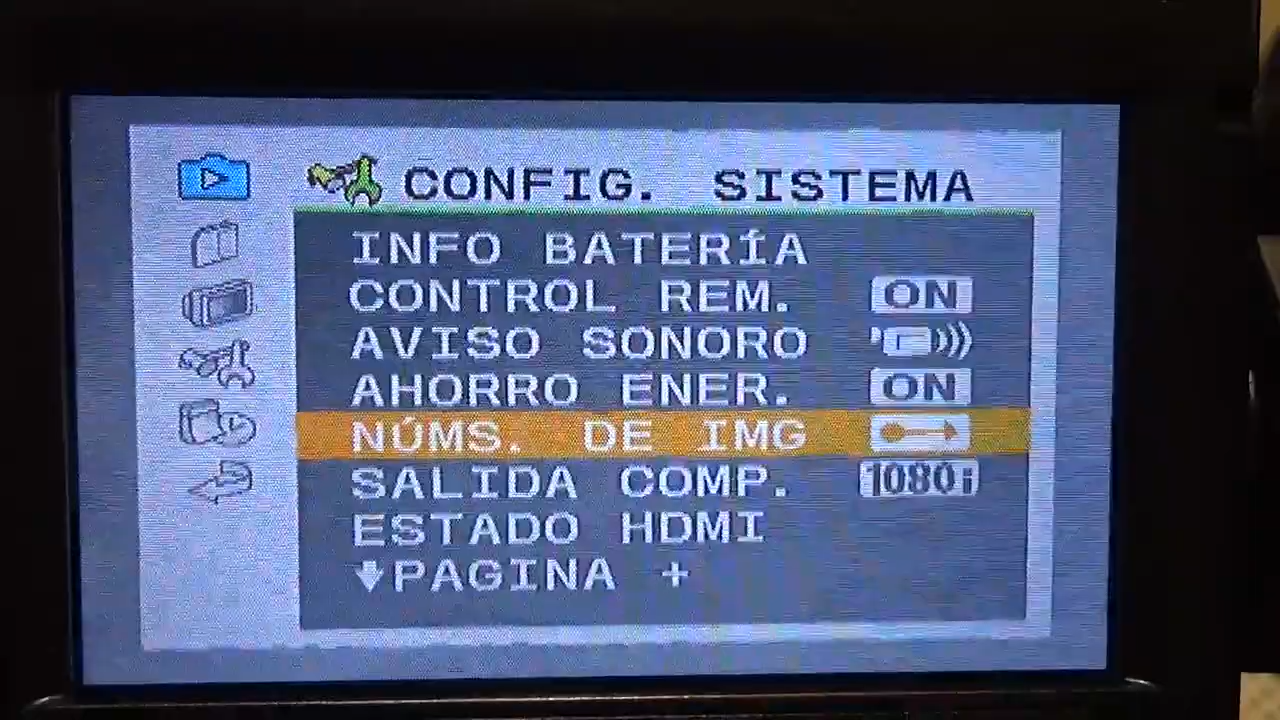 CONFIG. SISTEMA
INFO BATERÍA
CONTROL REM. ON
AVISO SONORO
AHORRO ENER. ON
NÚMS. DE IMG
SALIDA COMP. 1080i
ESTADO HDMI
PAGINA +